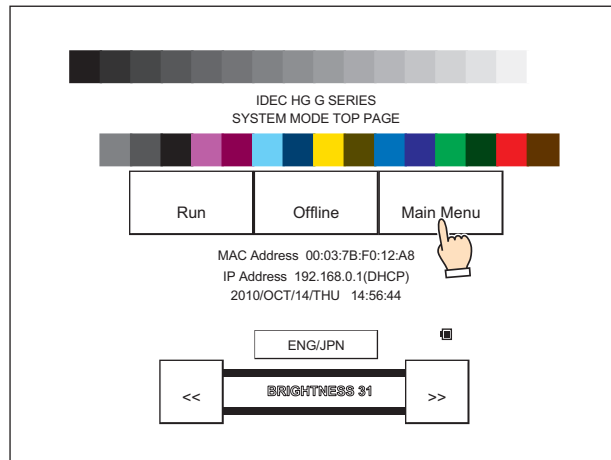 IDEC HG G SERIES
SYSTEM MODE TOP PAGE
Run Offline Main Menu
MAC Address 00:03:7B:F0:12:A8
IP Address 192.168.0.1(DHCP)
2010/OCT/14/THU 14:56:44
ENG/JPN
<< BRIGHTNESS 31 >>